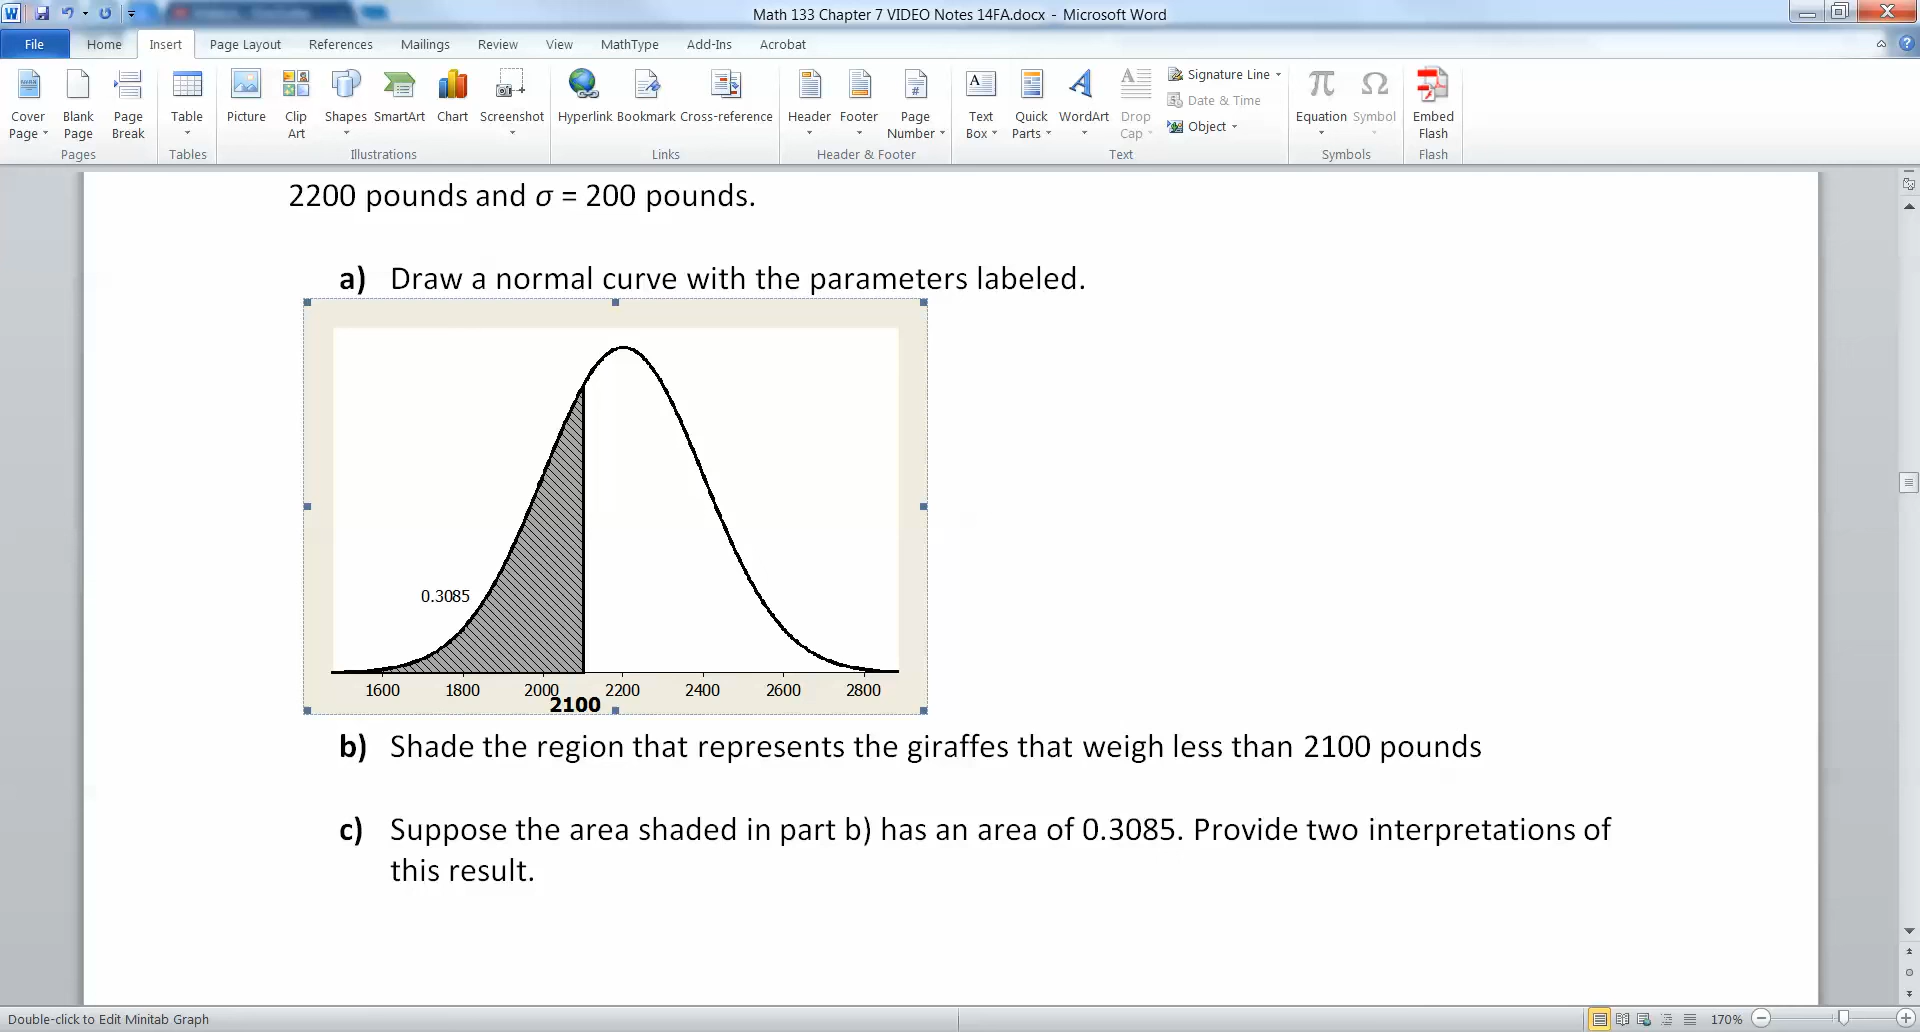 Math 133 Chapter 7 VIDEO Notes 14FA.docx - Microsoft Word
File Home Insert Page Layout References Mailings Review View MathType Add-Ins Acrobat
Cover Page
Blank Page
Page Break
Pages
Table
Tables
Picture
Clip Art
Shapes
SmartArt
Chart
Screenshot
Illustrations
Hyperlink
Bookmark
Cross-reference
Links
Header
Footer
Page Number
Header & Footer
Text Box
Quick Parts
WordArt
Drop Cap
Signature Line
Date & Time
Object
Text
Equation
Symbol
Symbols
Embed Flash
Flash
2200 pounds and σ = 200 pounds.
a) Draw a normal curve with the parameters labeled.
0.3085
1600 1800 2000 2200 2400 2600 2800
2100
b) Shade the region that represents the giraffes that weigh less than 2100 pounds
c) Suppose the area shaded in part b) has an area of 0.3085. Provide two interpretations of
this result.
Double-click to Edit Minitab Graph
170%